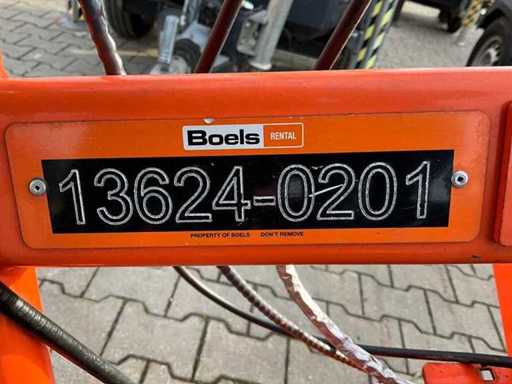 Boels RENTAL
13624-0201
PROPERTY OF BOELS DON'T REMOVE